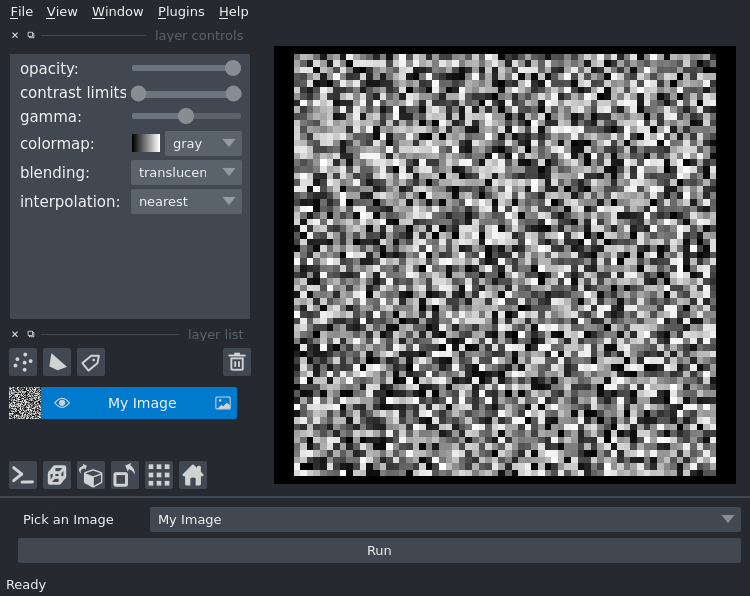 File View Window Plugins Help
layer controls
opacity:
contrast limits
gamma:
colormap: gray
blending: translucen
interpolation: nearest
layer list
My Image
Pick an Image My Image
Run
Ready